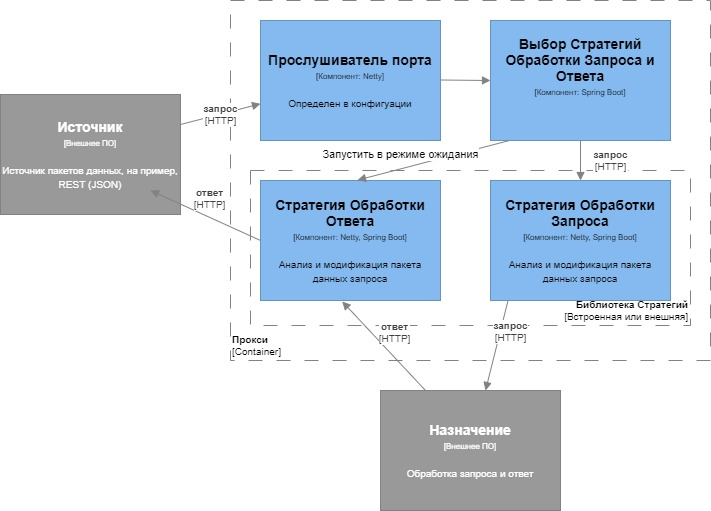 Прослушиватель порта
[Компонент: Netty]
Определен в конфигуации
Выбор Стратегий
Обработки Запроса и
Ответа
[Компонент: Spring Boot]
запрос
[HTTP]
Источник
[Внешнее ПО]
Источник пакетов данных, на пример,
REST (JSON)
Запустить в режиме ожидания
запрос
[HTTP]
ответ
[HTTP]
Стратегия Обработки
Ответа
[Компонент: Netty, Spring Boot]
Анализ и модификация пакета
данных запроса
Стратегия Обработки
Запроса
[Компонент: Netty, Spring Boot]
Анализ и модификация пакета
данных запроса
Библиотека Стратегий
[Встроенная или внешняя]
Прокси
[Container]
ответ
[HTTP]
запрос
[HTTP]
Назначение
[Внешнее ПО]
Обработка запроса и ответ